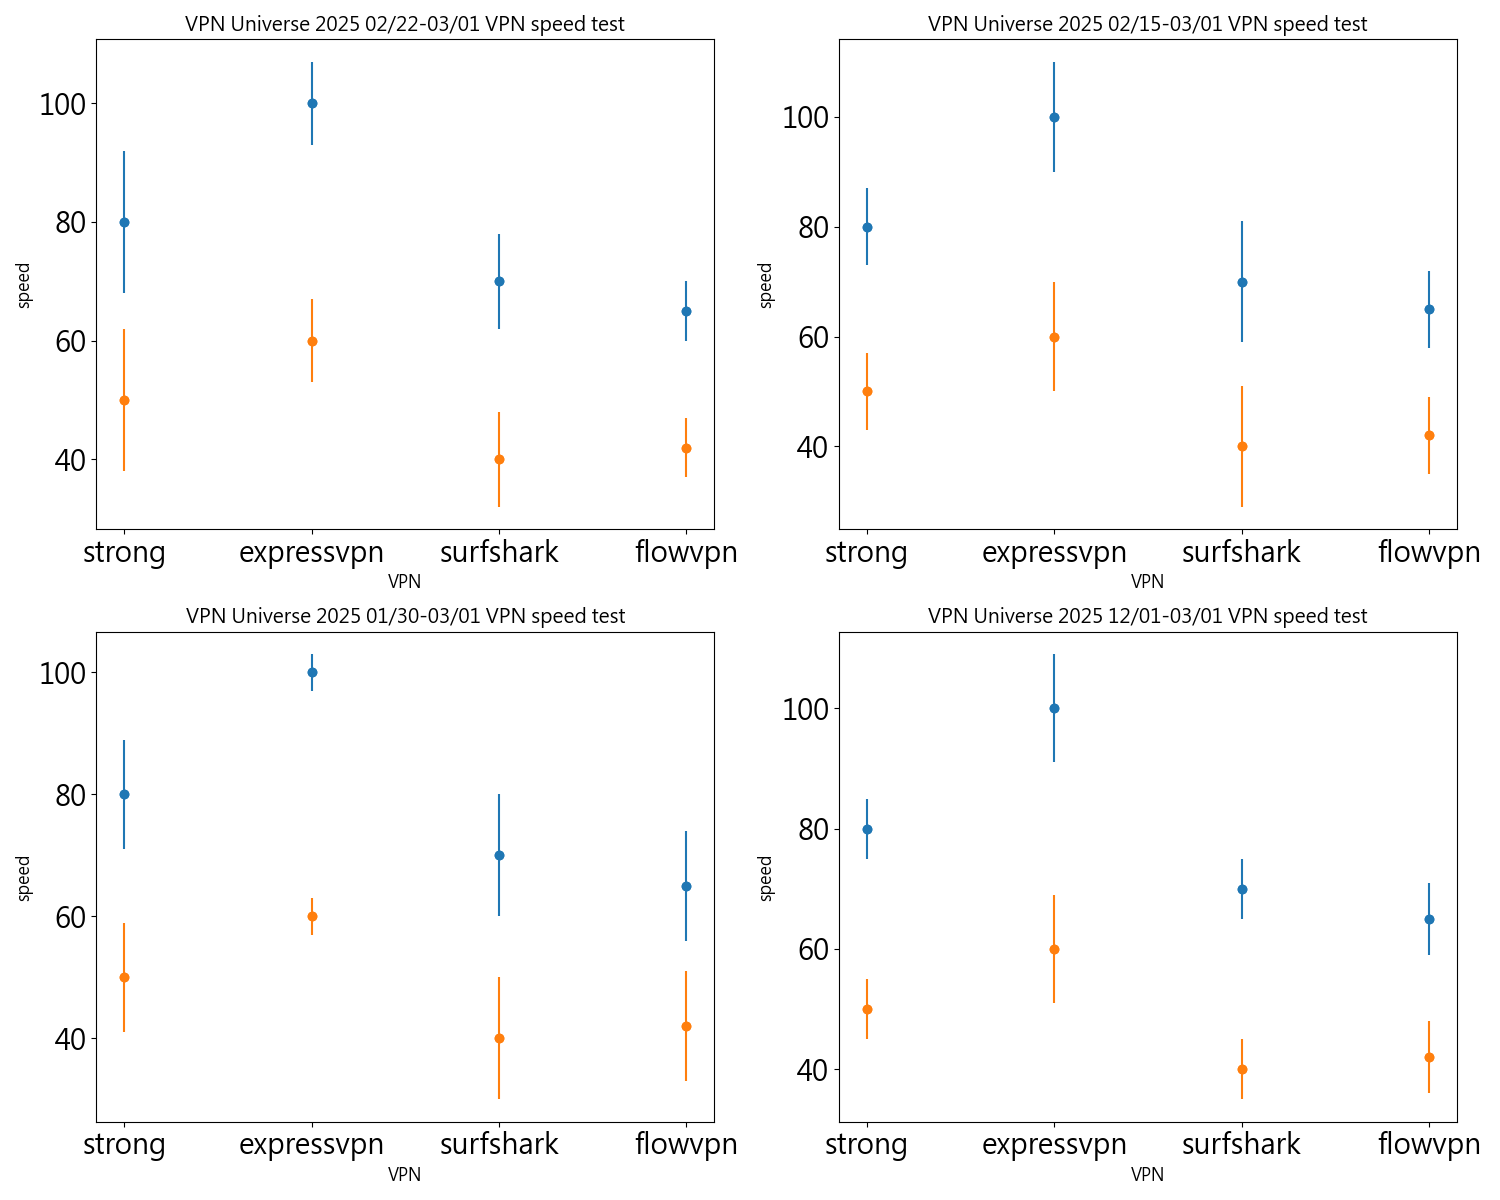 VPN Universe 2025 02/22-03/01 VPN speed test
100
80
60
40
speed
strong expressvpn surfshark flowvpn
VPN
VPN Universe 2025 02/15-03/01 VPN speed test
100
80
60
40
speed
strong expressvpn surfshark flowvpn
VPN
VPN Universe 2025 01/30-03/01 VPN speed test
100
80
60
40
speed
strong expressvpn surfshark flowvpn
VPN
VPN Universe 2025 12/01-03/01 VPN speed test
100
80
60
40
speed
strong expressvpn surfshark flowvpn
VPN